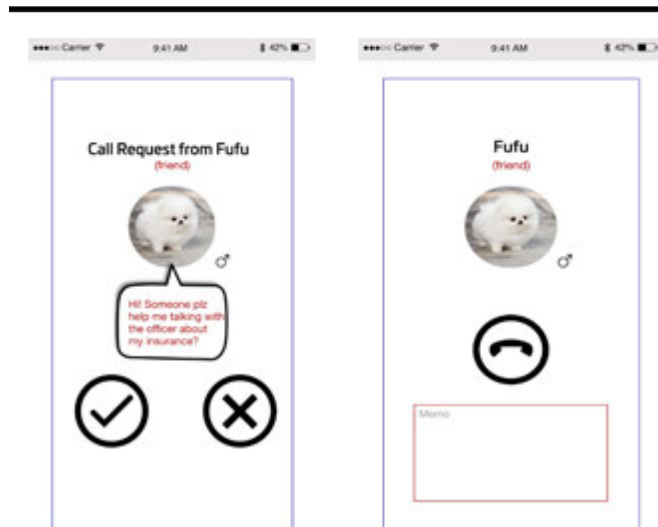 Carrier 9:41 AM 42%
Call Request from Fufu
(friend)
Hi! Someone plz
help me talking with
the officer about
my insurance?
Carrier 9:41 AM 42%
Fufu
(friend)
Memo